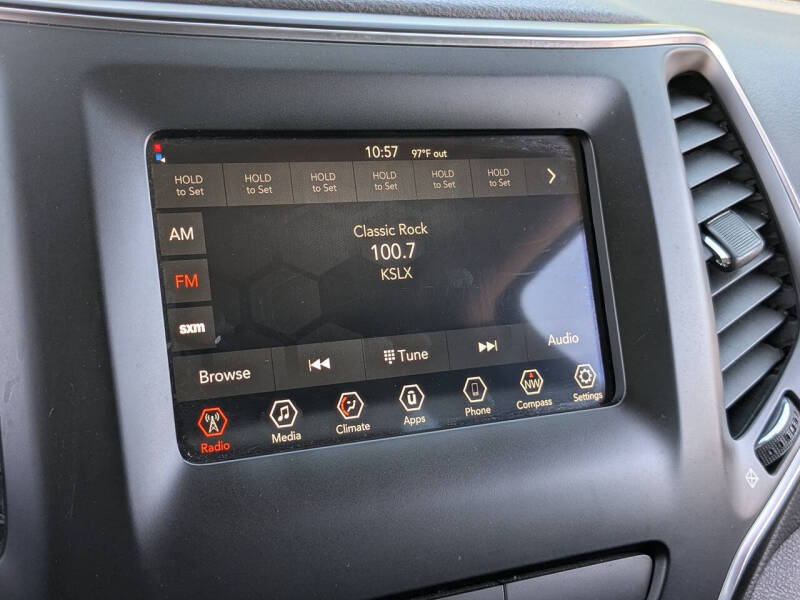 10:57 97°F out
HOLD HOLD HOLD HOLD HOLD HOLD
to Set to Set to Set to Set to Set to Set
AM
Classic Rock
100.7
FM
KSLX
sxm
Browse Tune Audio
Radio Media Climate Apps Phone NW Compass Settings